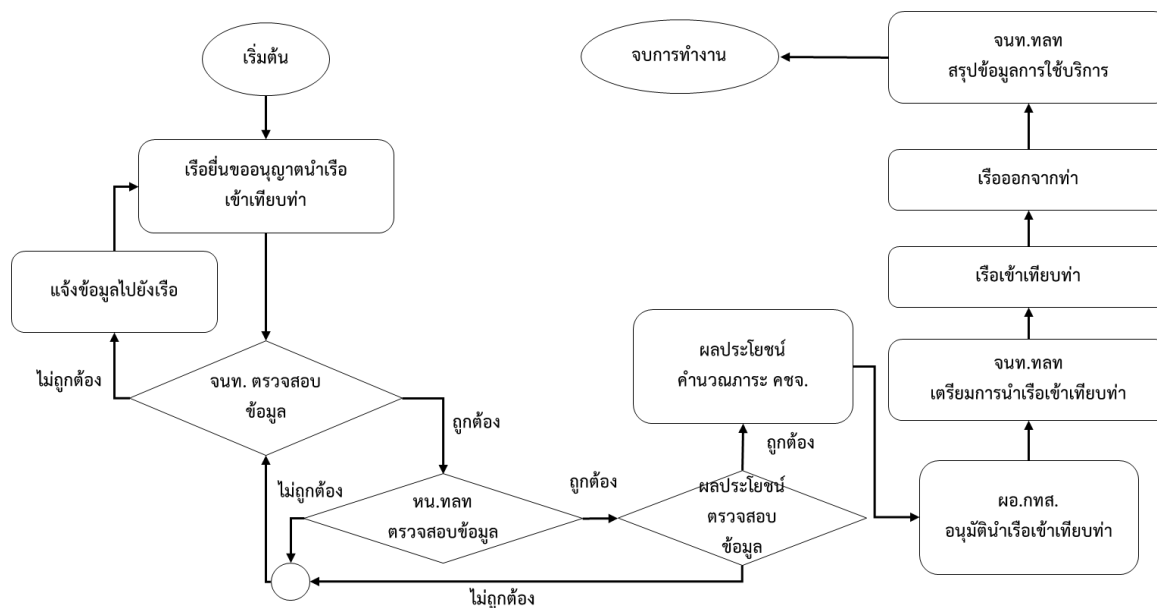 เริ่มต้น
เรือยื่นขออนุญาตนำเรือ
เข้าเทียบท่า
แจ้งข้อมูลไปยังเรือ
ไม่ถูกต้อง
จนท. ตรวจสอบ
ข้อมูล
ถูกต้อง
ไม่ถูกต้อง
หน.ทลท
ตรวจสอบข้อมูล
ถูกต้อง
ผลประโยชน์
ตรวจสอบ
ข้อมูล
ไม่ถูกต้อง
ถูกต้อง
ผลประโยชน์
คำนวณภาระ คชจ.
ผอ.กทส.
อนุมัตินำเรือเข้าเทียบท่า
จนท.ทลท
เตรียมการนำเรือเข้าเทียบท่า
เรือเข้าเทียบท่า
เรือออกจากท่า
จนท.ทลท
สรุปข้อมูลการใช้บริการ
จบการทำงาน